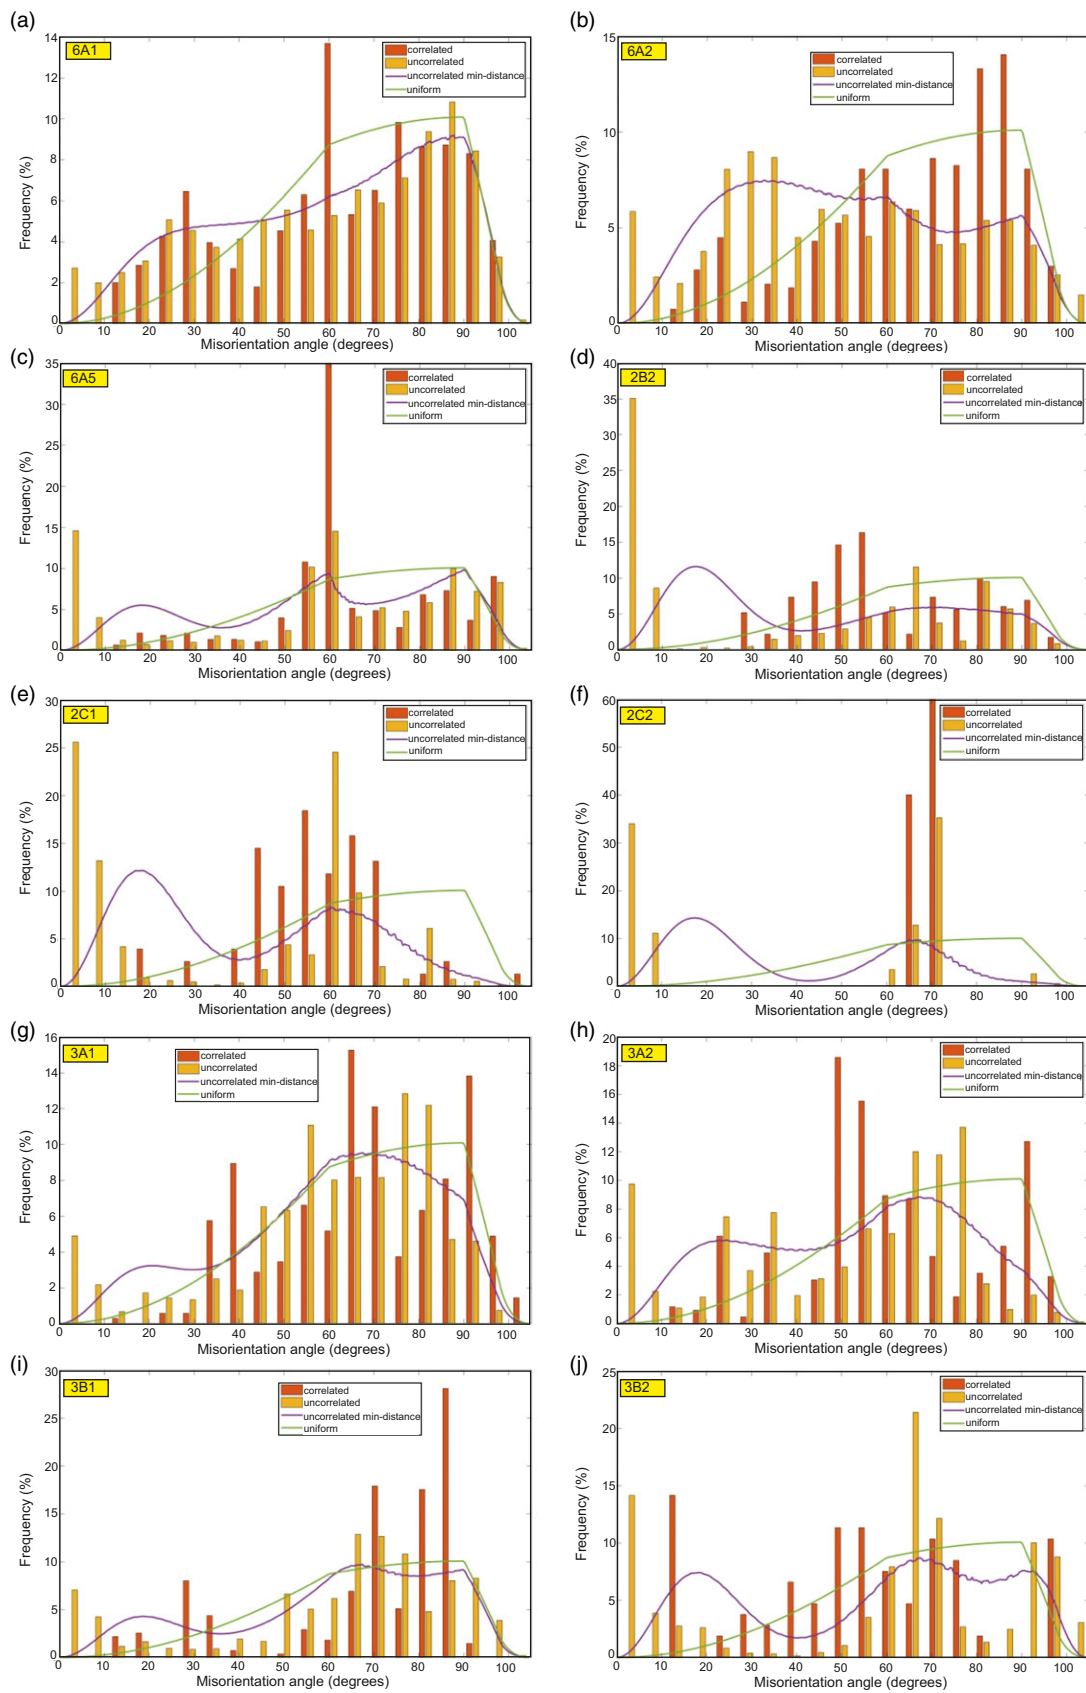 (a)
6A1
correlated
uncorrelated
uncorrelated min-distance
uniform
Frequency (%)
14
12
10
8
6
4
2
0
0 10 20 30 40 50 60 70 80 90 100
Misorientation angle (degrees)
(b)
6A2
correlated
uncorrelated
uncorrelated min-distance
uniform
Frequency (%)
15
10
5
0
0 10 20 30 40 50 60 70 80 90 100
Misorientation angle (degrees)
(c)
6A5
correlated
uncorrelated
uncorrelated min-distance
uniform
Frequency (%)
35
30
25
20
15
10
5
0
0 10 20 30 40 50 60 70 80 90 100
Misorientation angle (degrees)
(d)
2B2
correlated
uncorrelated
uncorrelated min-distance
uniform
Frequency (%)
40
35
30
25
20
15
10
5
0
0 10 20 30 40 50 60 70 80 90 100
Misorientation angle (degrees)
(e)
2C1
correlated
uncorrelated
uncorrelated min-distance
uniform
Frequency (%)
30
25
20
15
10
5
0
0 10 20 30 40 50 60 70 80 90 100
Misorientation angle (degrees)
(f)
2C2
correlated
uncorrelated
uncorrelated min-distance
uniform
Frequency (%)
60
50
40
30
20
10
0
0 10 20 30 40 50 60 70 80 90 100
Misorientation angle (degrees)
(g)
3A1
correlated
uncorrelated
uncorrelated min-distance
uniform
Frequency (%)
16
14
12
10
8
6
4
2
0
0 10 20 30 40 50 60 70 80 90 100
Misorientation angle (degrees)
(h)
3A2
correlated
uncorrelated
uncorrelated min-distance
uniform
Frequency (%)
20
18
16
14
12
10
8
6
4
2
0
0 10 20 30 40 50 60 70 80 90 100
Misorientation angle (degrees)
(i)
3B1
correlated
uncorrelated
uncorrelated min-distance
uniform
Frequency (%)
30
25
20
15
10
5
0
0 10 20 30 40 50 60 70 80 90 100
Misorientation angle (degrees)
(j)
3B2
correlated
uncorrelated
uncorrelated min-distance
uniform
Frequency (%)
25
20
15
10
5
0
0 10 20 30 40 50 60 70 80 90 100
Misorientation angle (degrees)